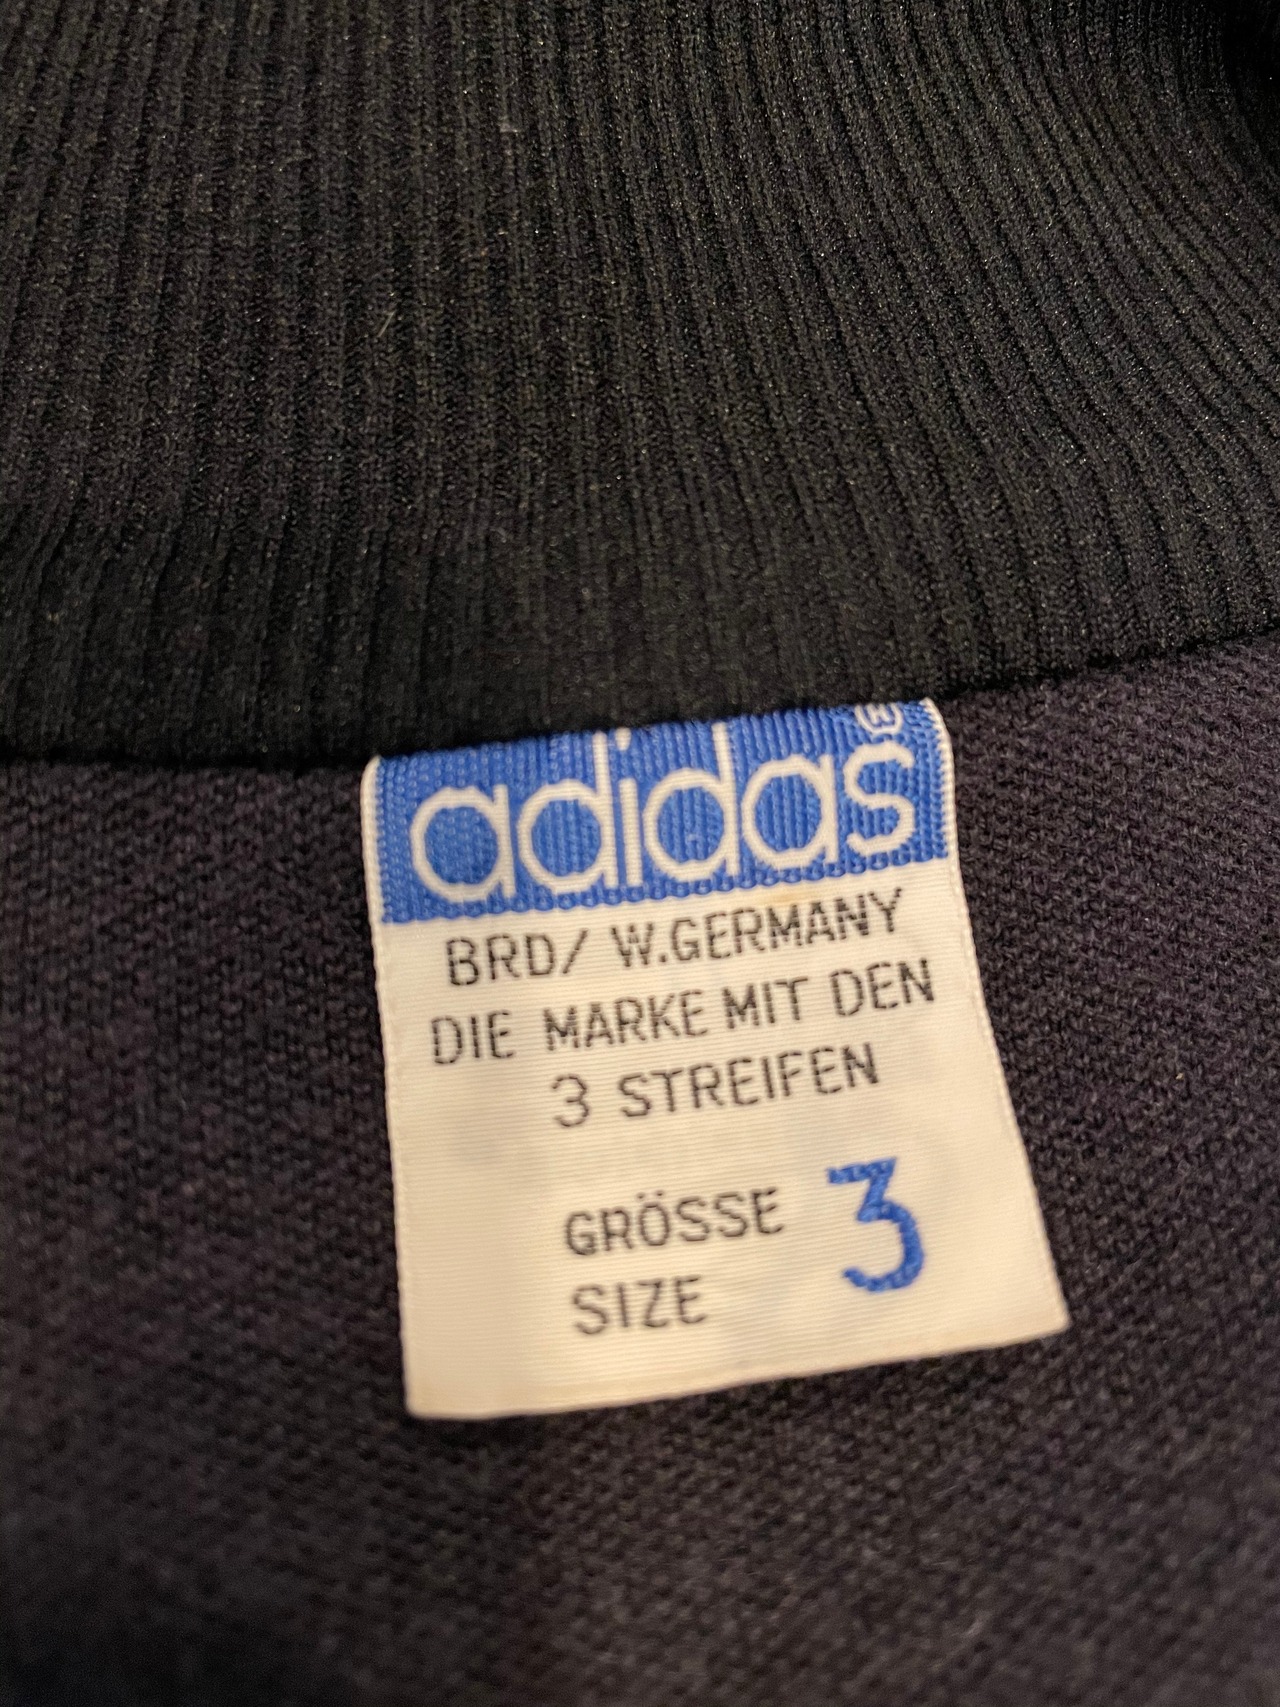 adidas®
BRD/ W.GERMANY
DIE MARKE MIT DEN
3 STREIFEN
GRÖSSE 3
SIZE